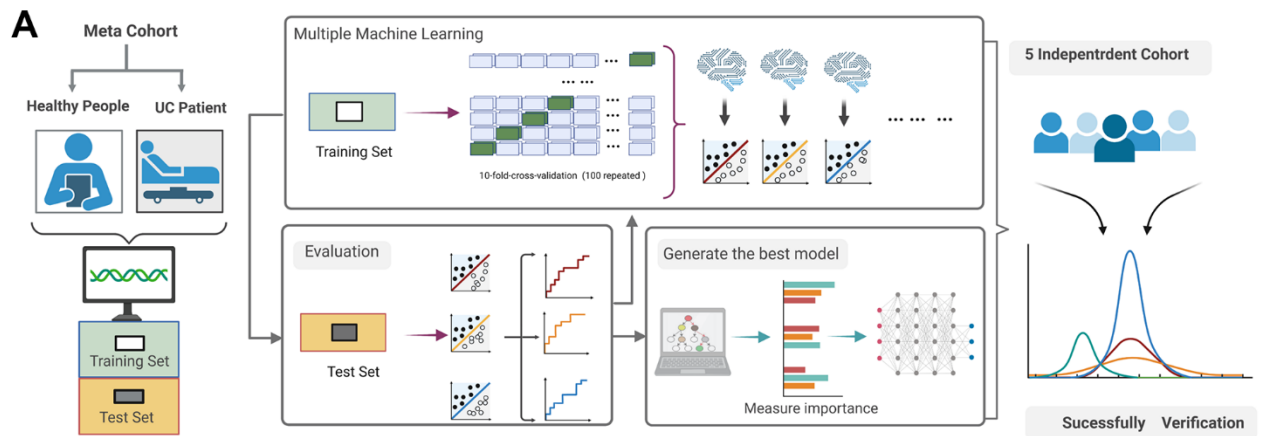 A
Meta Cohort
Healthy People
UC Patient
Training Set
Test Set
Multiple Machine Learning
Training Set
... ...
...
...
...
...
...
10-fold-cross-validation (100 repeated )
... ... ...
Evaluation
Test Set
Generate the best model
Measure importance
5 Indepentrdent Cohort
Sucessfully Verification